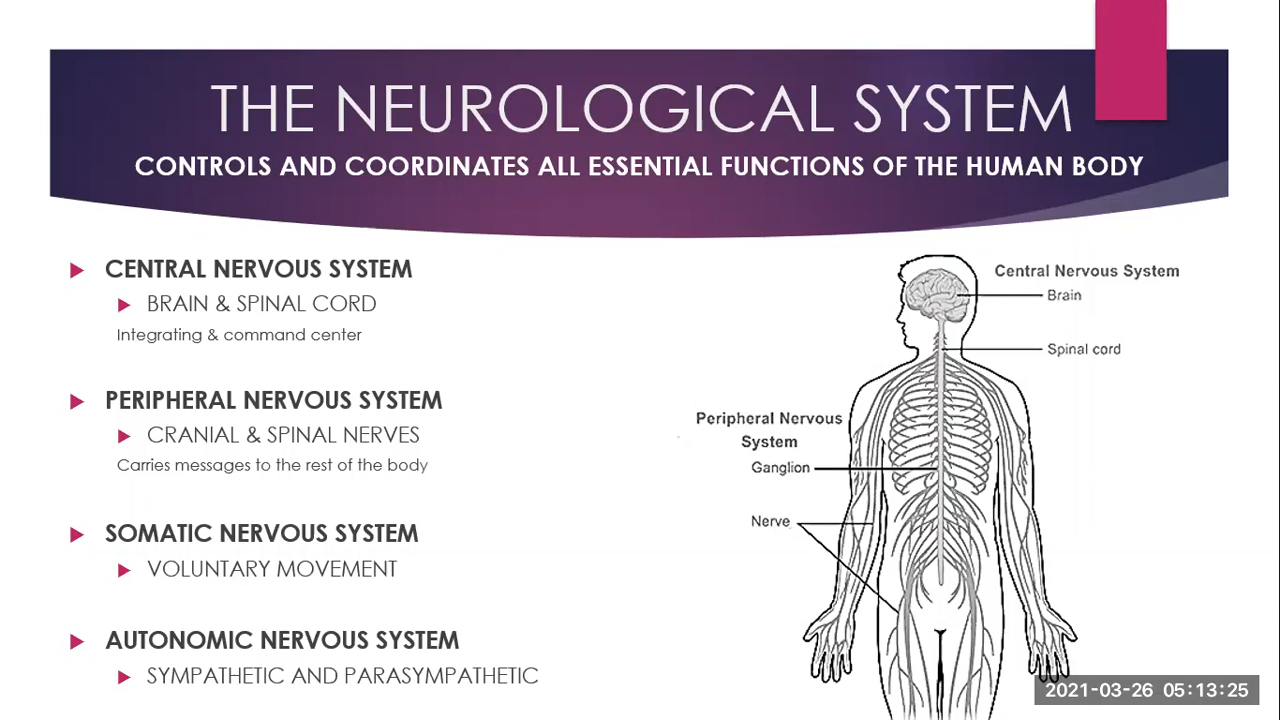 THE NEUROLOGICAL SYSTEM
CONTROLS AND COORDINATES ALL ESSENTIAL FUNCTIONS OF THE HUMAN BODY
CENTRAL NERVOUS SYSTEM
BRAIN & SPINAL CORD
Integrating & command center
PERIPHERAL NERVOUS SYSTEM
CRANIAL & SPINAL NERVES
Carries messages to the rest of the body
SOMATIC NERVOUS SYSTEM
VOLUNTARY MOVEMENT
AUTONOMIC NERVOUS SYSTEM
SYMPATHETIC AND PARASYMPATHETIC
Central Nervous System
Brain
Spinal cord
Peripheral Nervous
System
Ganglion
Nerve
2021-03-26 05:13:25